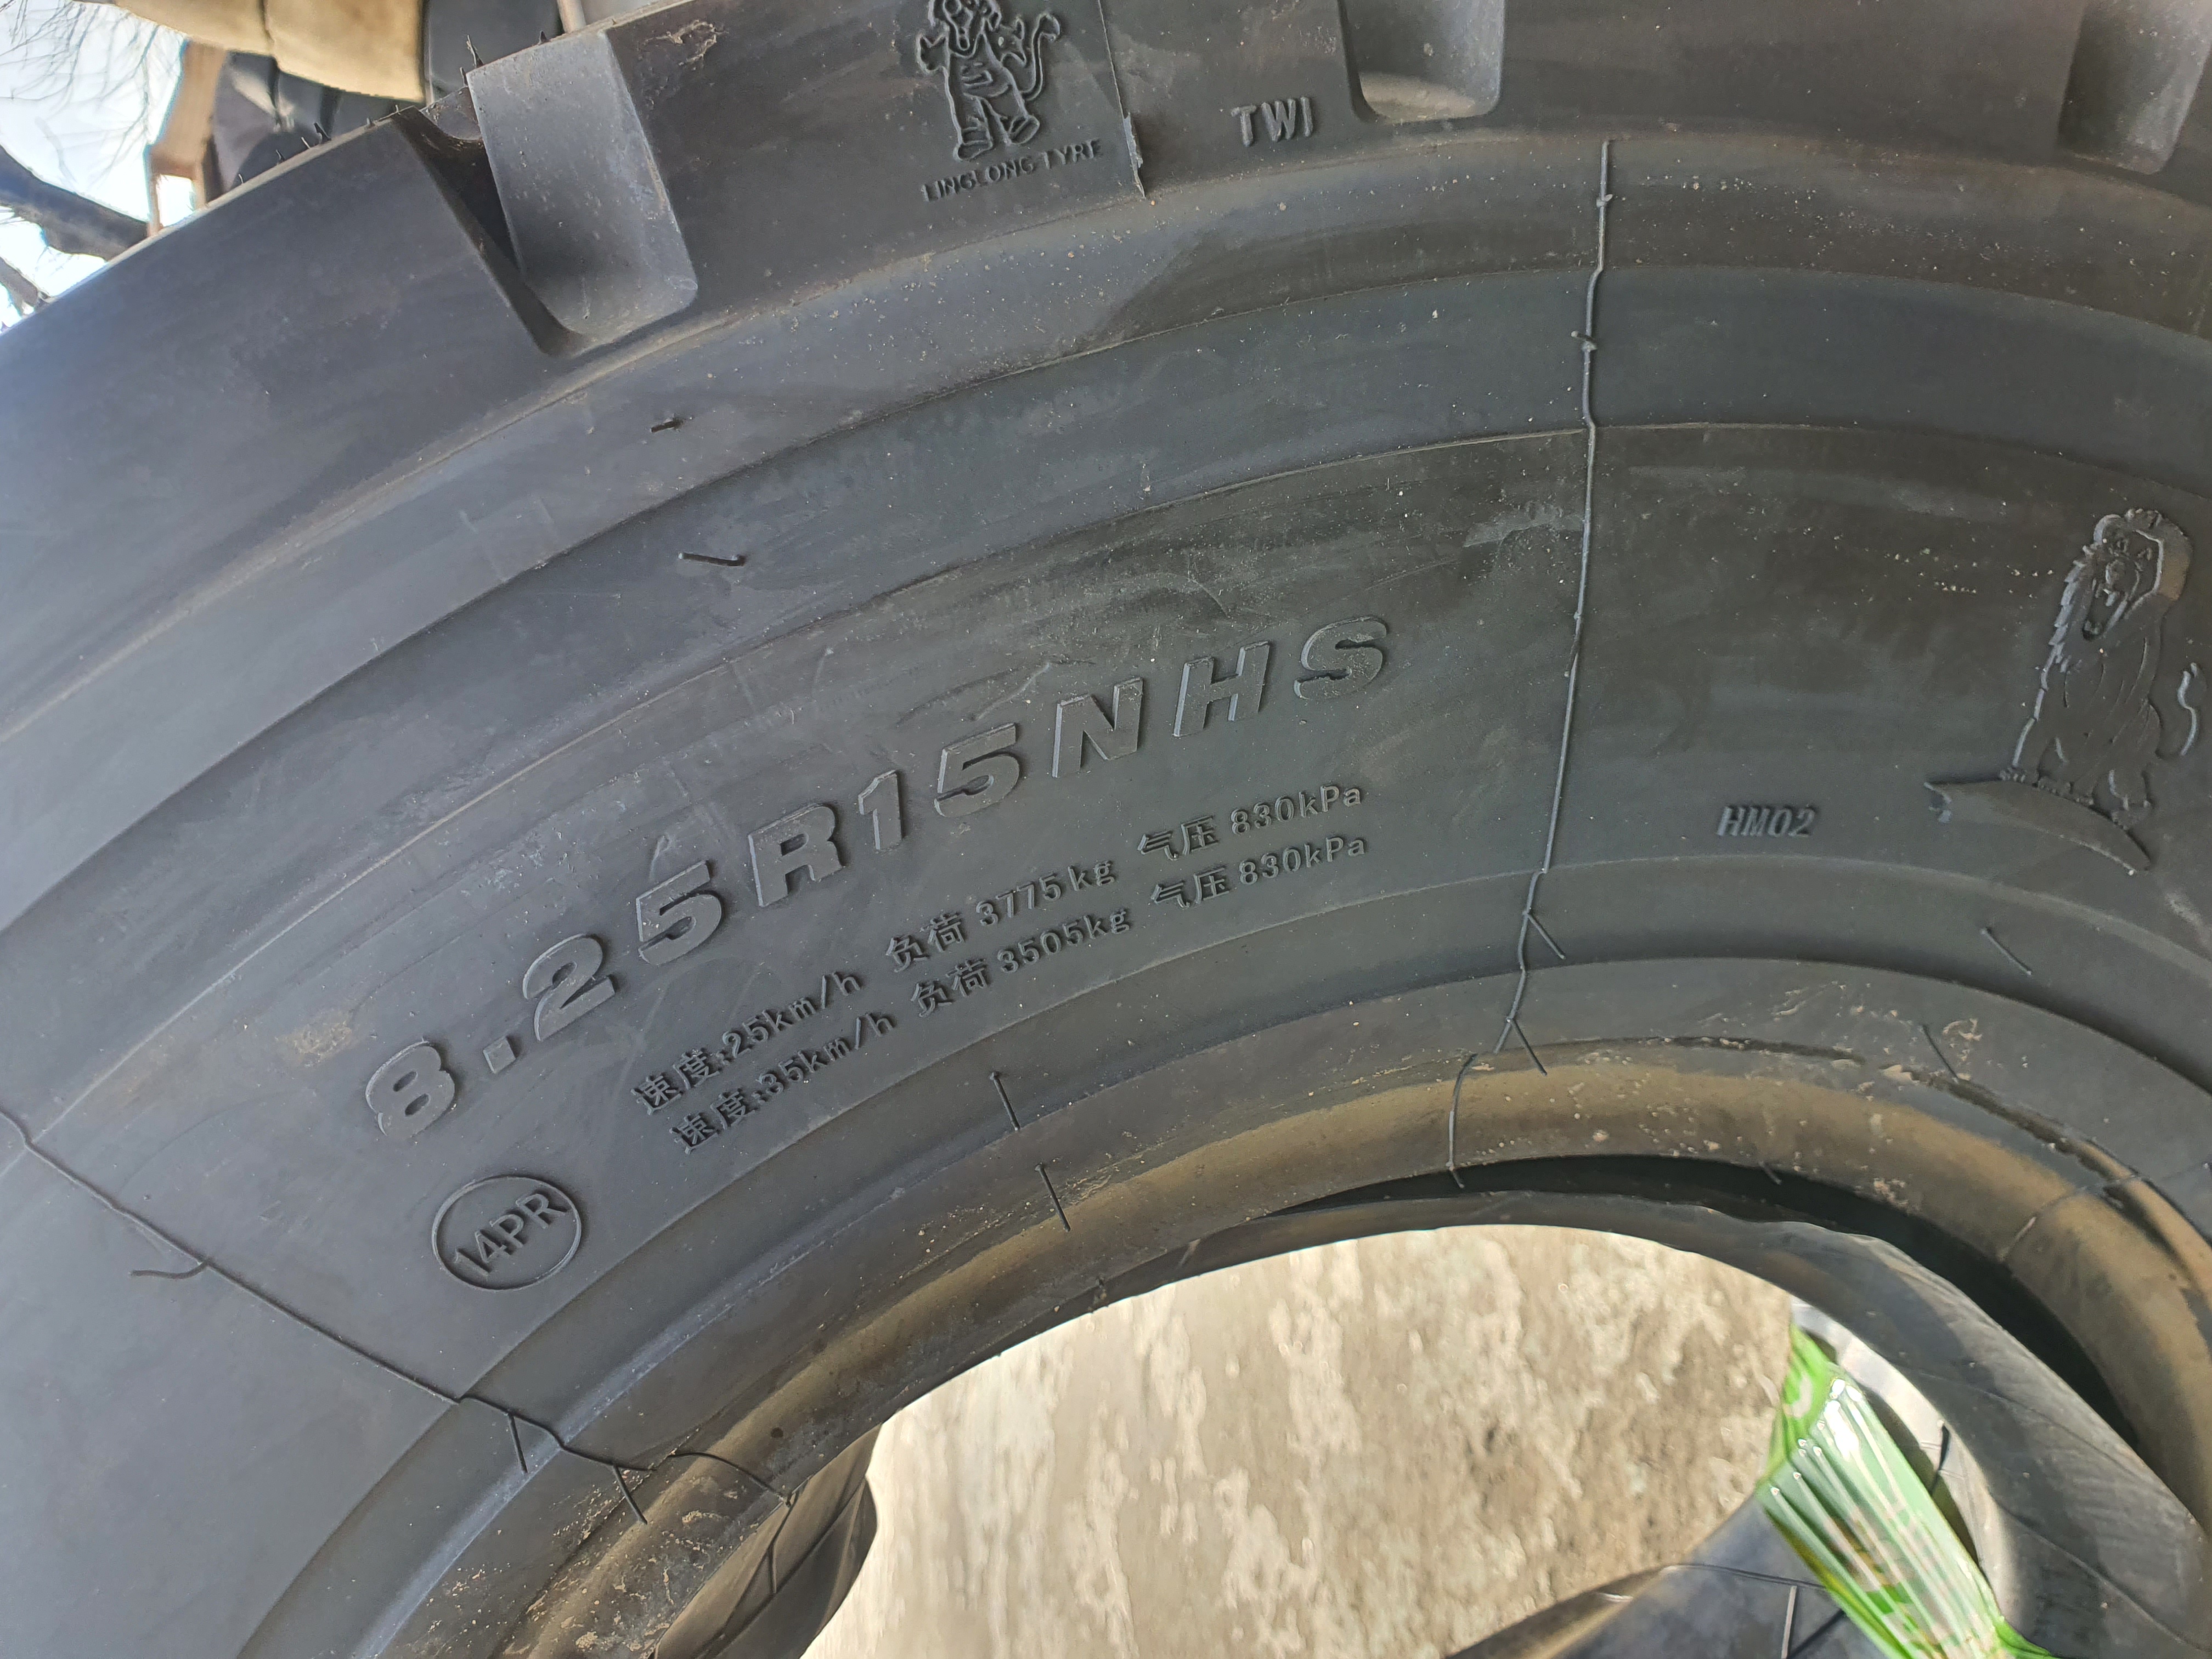 LINGLONG TYRE
TWI
8.25R15NHS
速度:25km/h 负荷 3775kg 气压 830kPa
速度:35km/h 负荷 3505kg 气压 830kPa
HM02
14PR